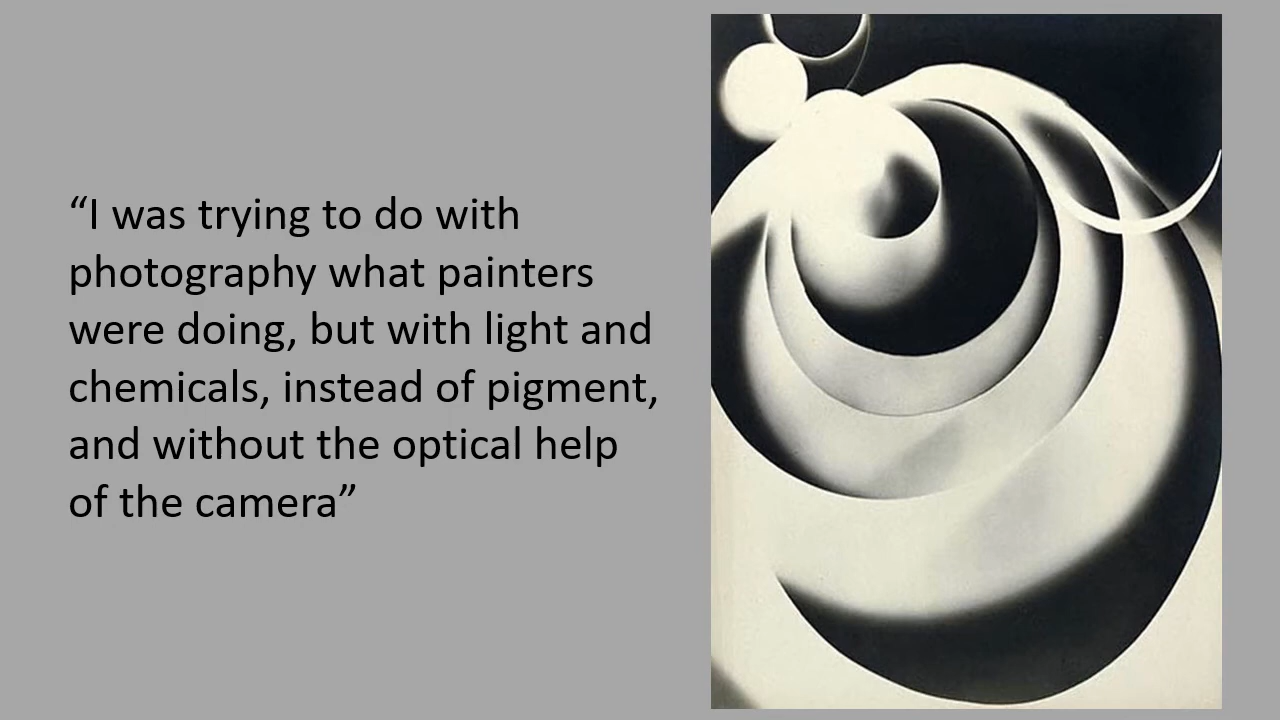 “I was trying to do with
photography what painters
were doing, but with light and
chemicals, instead of pigment,
and without the optical help
of the camera”